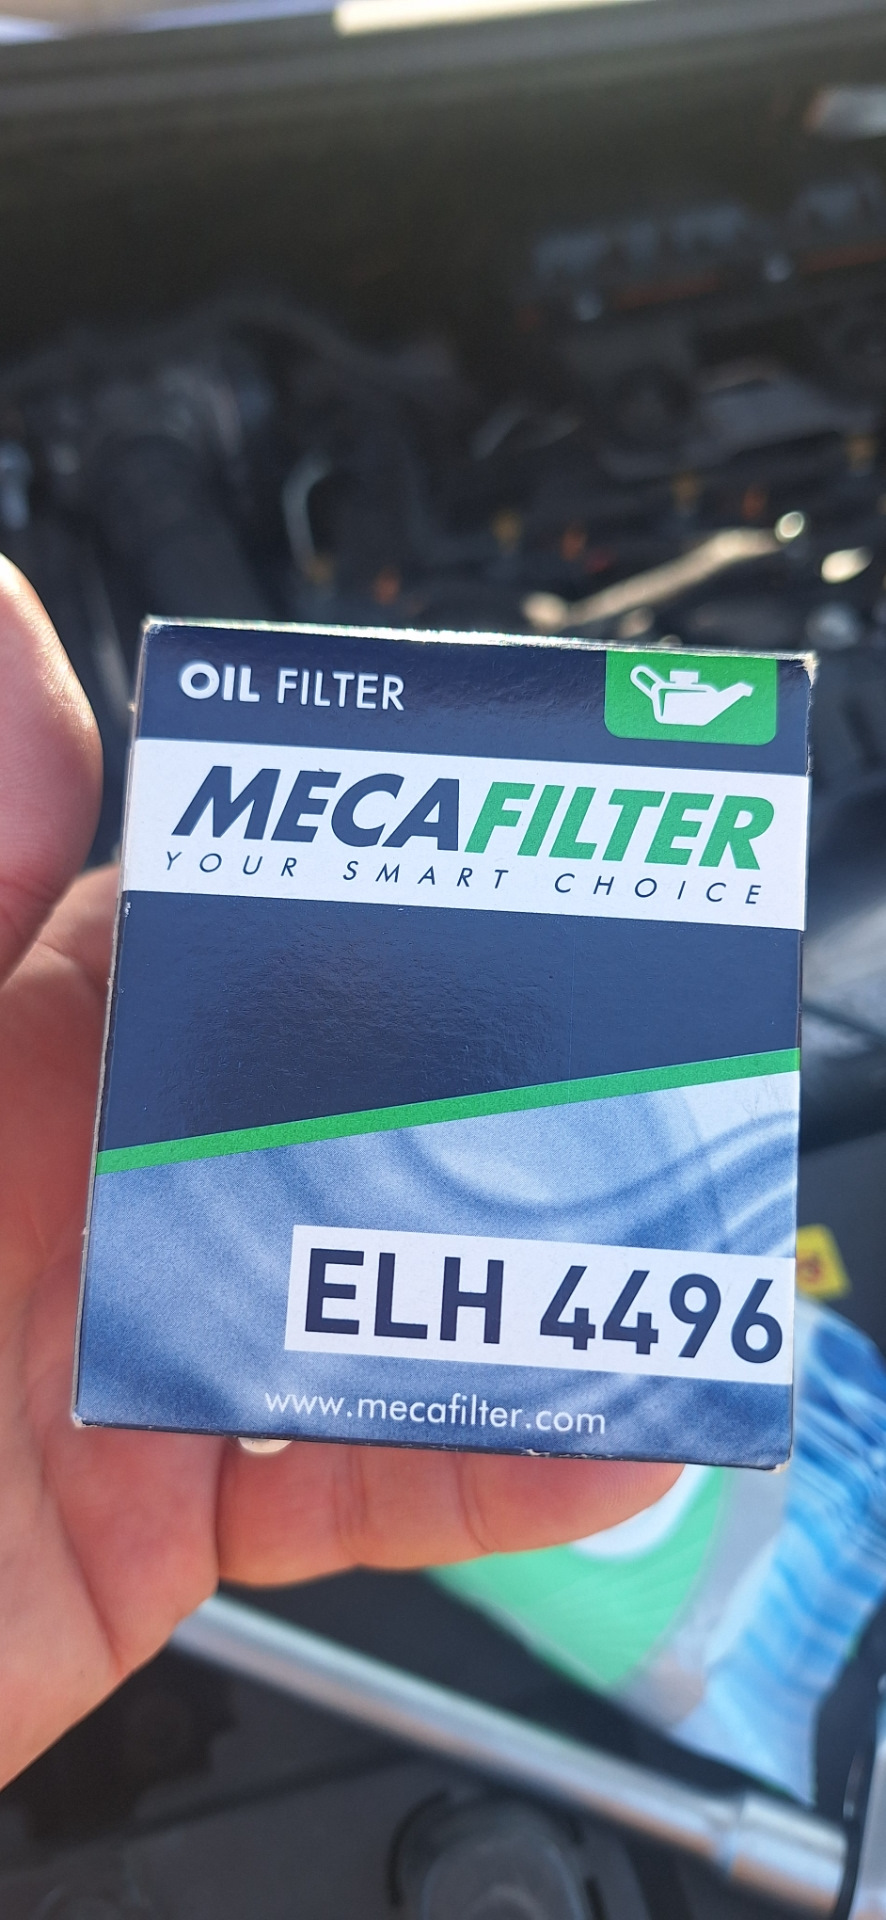 OIL FILTER
MECAFILTER
YOUR SMART CHOICE
ELH 4496
www.mecafilter.com